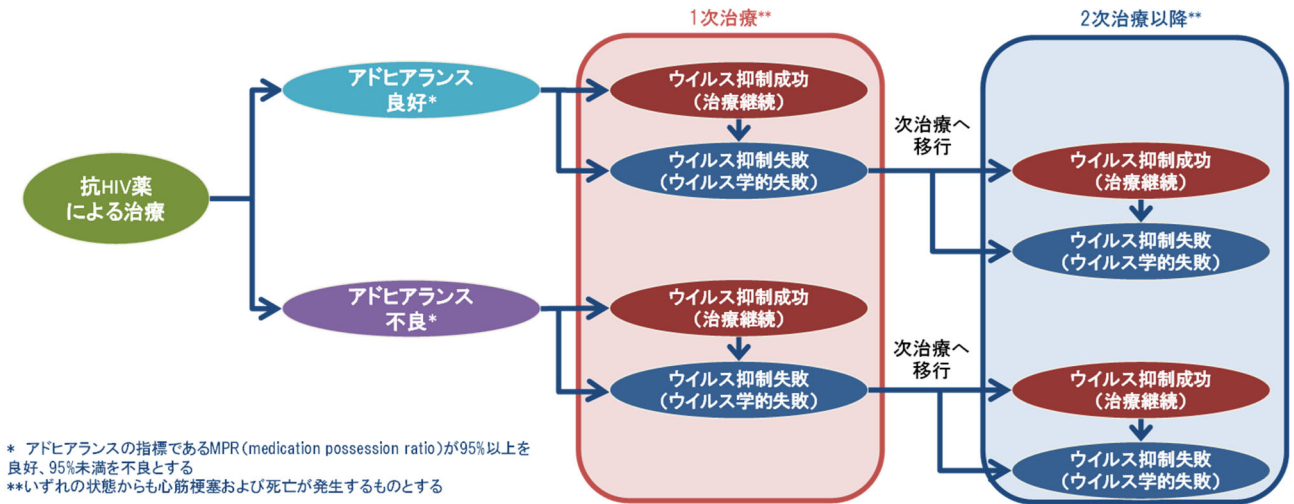 1次治療**
2次治療以降**
アドヒアランス
良好*
ウイルス抑制成功
(治療継続)
ウイルス抑制失敗
(ウイルス学的失敗)
次治療へ
移行
ウイルス抑制成功
(治療継続)
ウイルス抑制失敗
(ウイルス学的失敗)
抗HIV薬
による治療
アドヒアランス
不良*
ウイルス抑制成功
(治療継続)
ウイルス抑制失敗
(ウイルス学的失敗)
次治療へ
移行
ウイルス抑制成功
(治療継続)
ウイルス抑制失敗
(ウイルス学的失敗)
* アドヒアランスの指標であるMPR(medication possession ratio)が95%以上を
良好、95%未満を不良とする
**いずれの状態からも心筋梗塞および死亡が発生するものとする